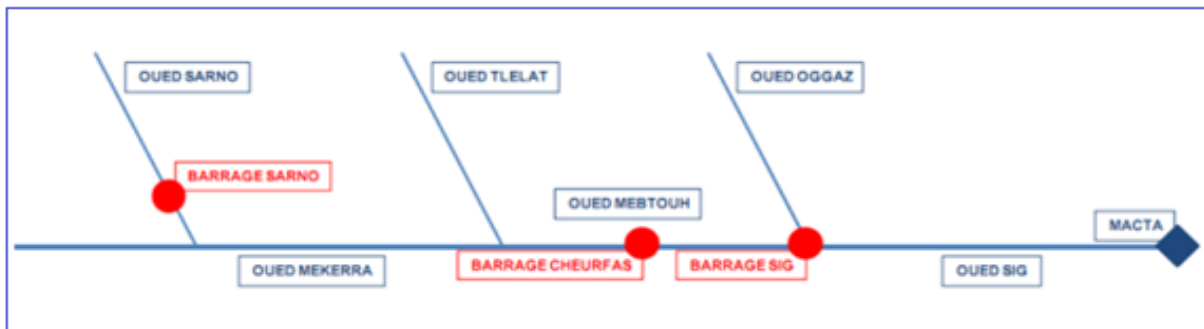 OUED SARNO
OUED TLELAT
OUED OGGAZ
BARRAGE SARNO
OUED MEBTOUH
MACTA
OUED MEKERRA
BARRAGE CHEURFAS
BARRAGE SIG
OUED SIG